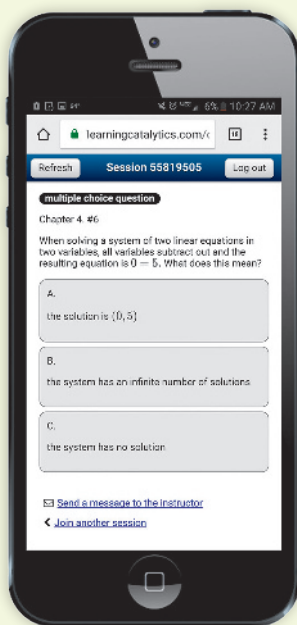 84°
6% 10:27 AM
learningcatalytics.com/c
Refresh
Session 55819505
Log out
multiple choice question
Chapter 4, #6
When solving a system of two linear equations in
two variables, all variables subtract out and the
resulting equation is 0 = 5. What does this mean?
A.
the solution is (0, 5)
B.
the system has an infinite number of solutions
C.
the system has no solution
Send a message to the instructor
Join another session